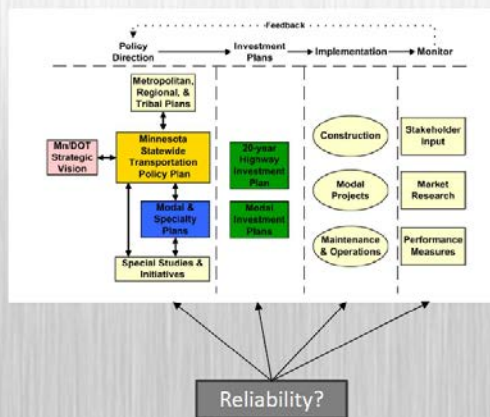 Feedback
Policy
Direction
Investment
Plans
Implementation
Monitor
Metropolitan,
Regional, &
Tribal Plans
Mn/DOT
Strategic
Vision
Minnesota
Statewide
Transportation
Policy Plan
Modal &
Specialty
Plans
Special Studies &
Initiatives
20-year
Highway
Investment
Plan
Modal
Investment
Plans
Construction
Modal
Projects
Maintenance
& Operations
Stakeholder
Input
Market
Research
Performance
Measures
Reliability?